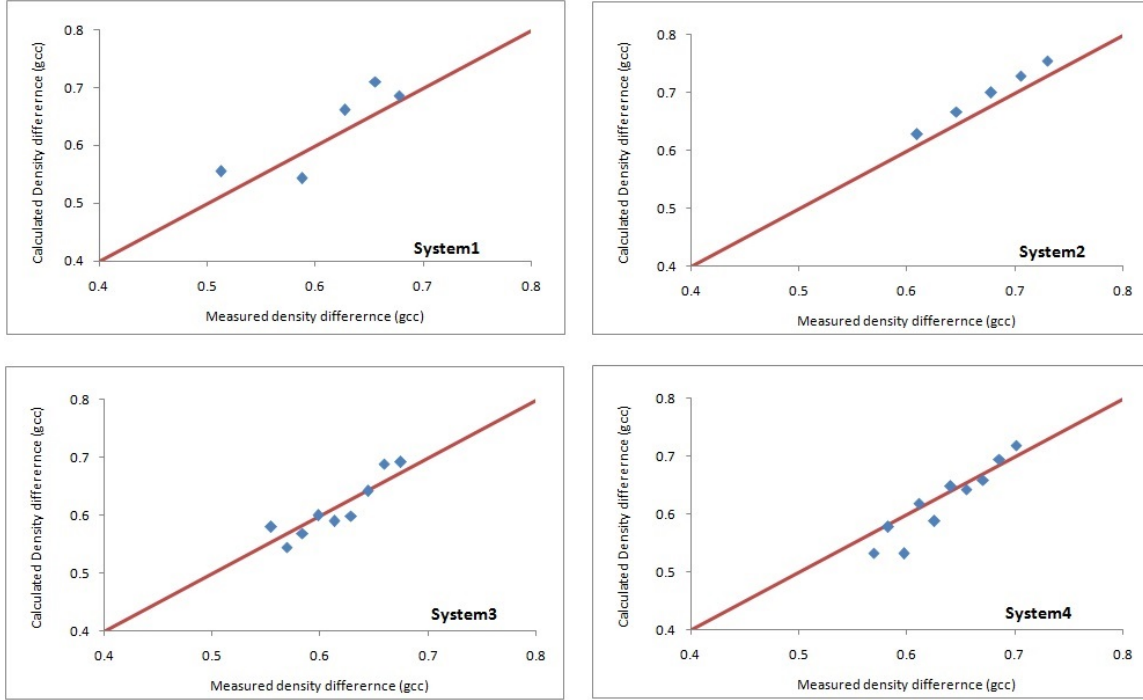 Calculated Density differernce (gcc)
0.8
0.7
0.6
0.5
0.4
System1
0.4 0.5 0.6 0.7 0.8
Measured density differernce (gcc)
Calculated Density differernce (gcc)
0.8
0.7
0.6
0.5
0.4
System2
0.4 0.5 0.6 0.7 0.8
Measured density differernce (gcc)
Calculated Density differernce (gcc)
0.8
0.7
0.6
0.5
0.4
System3
0.4 0.5 0.6 0.7 0.8
Measured density differernce (gcc)
Calculated Density differernce (gcc)
0.8
0.7
0.6
0.5
0.4
System4
0.4 0.5 0.6 0.7 0.8
Measured density differernce (gcc)